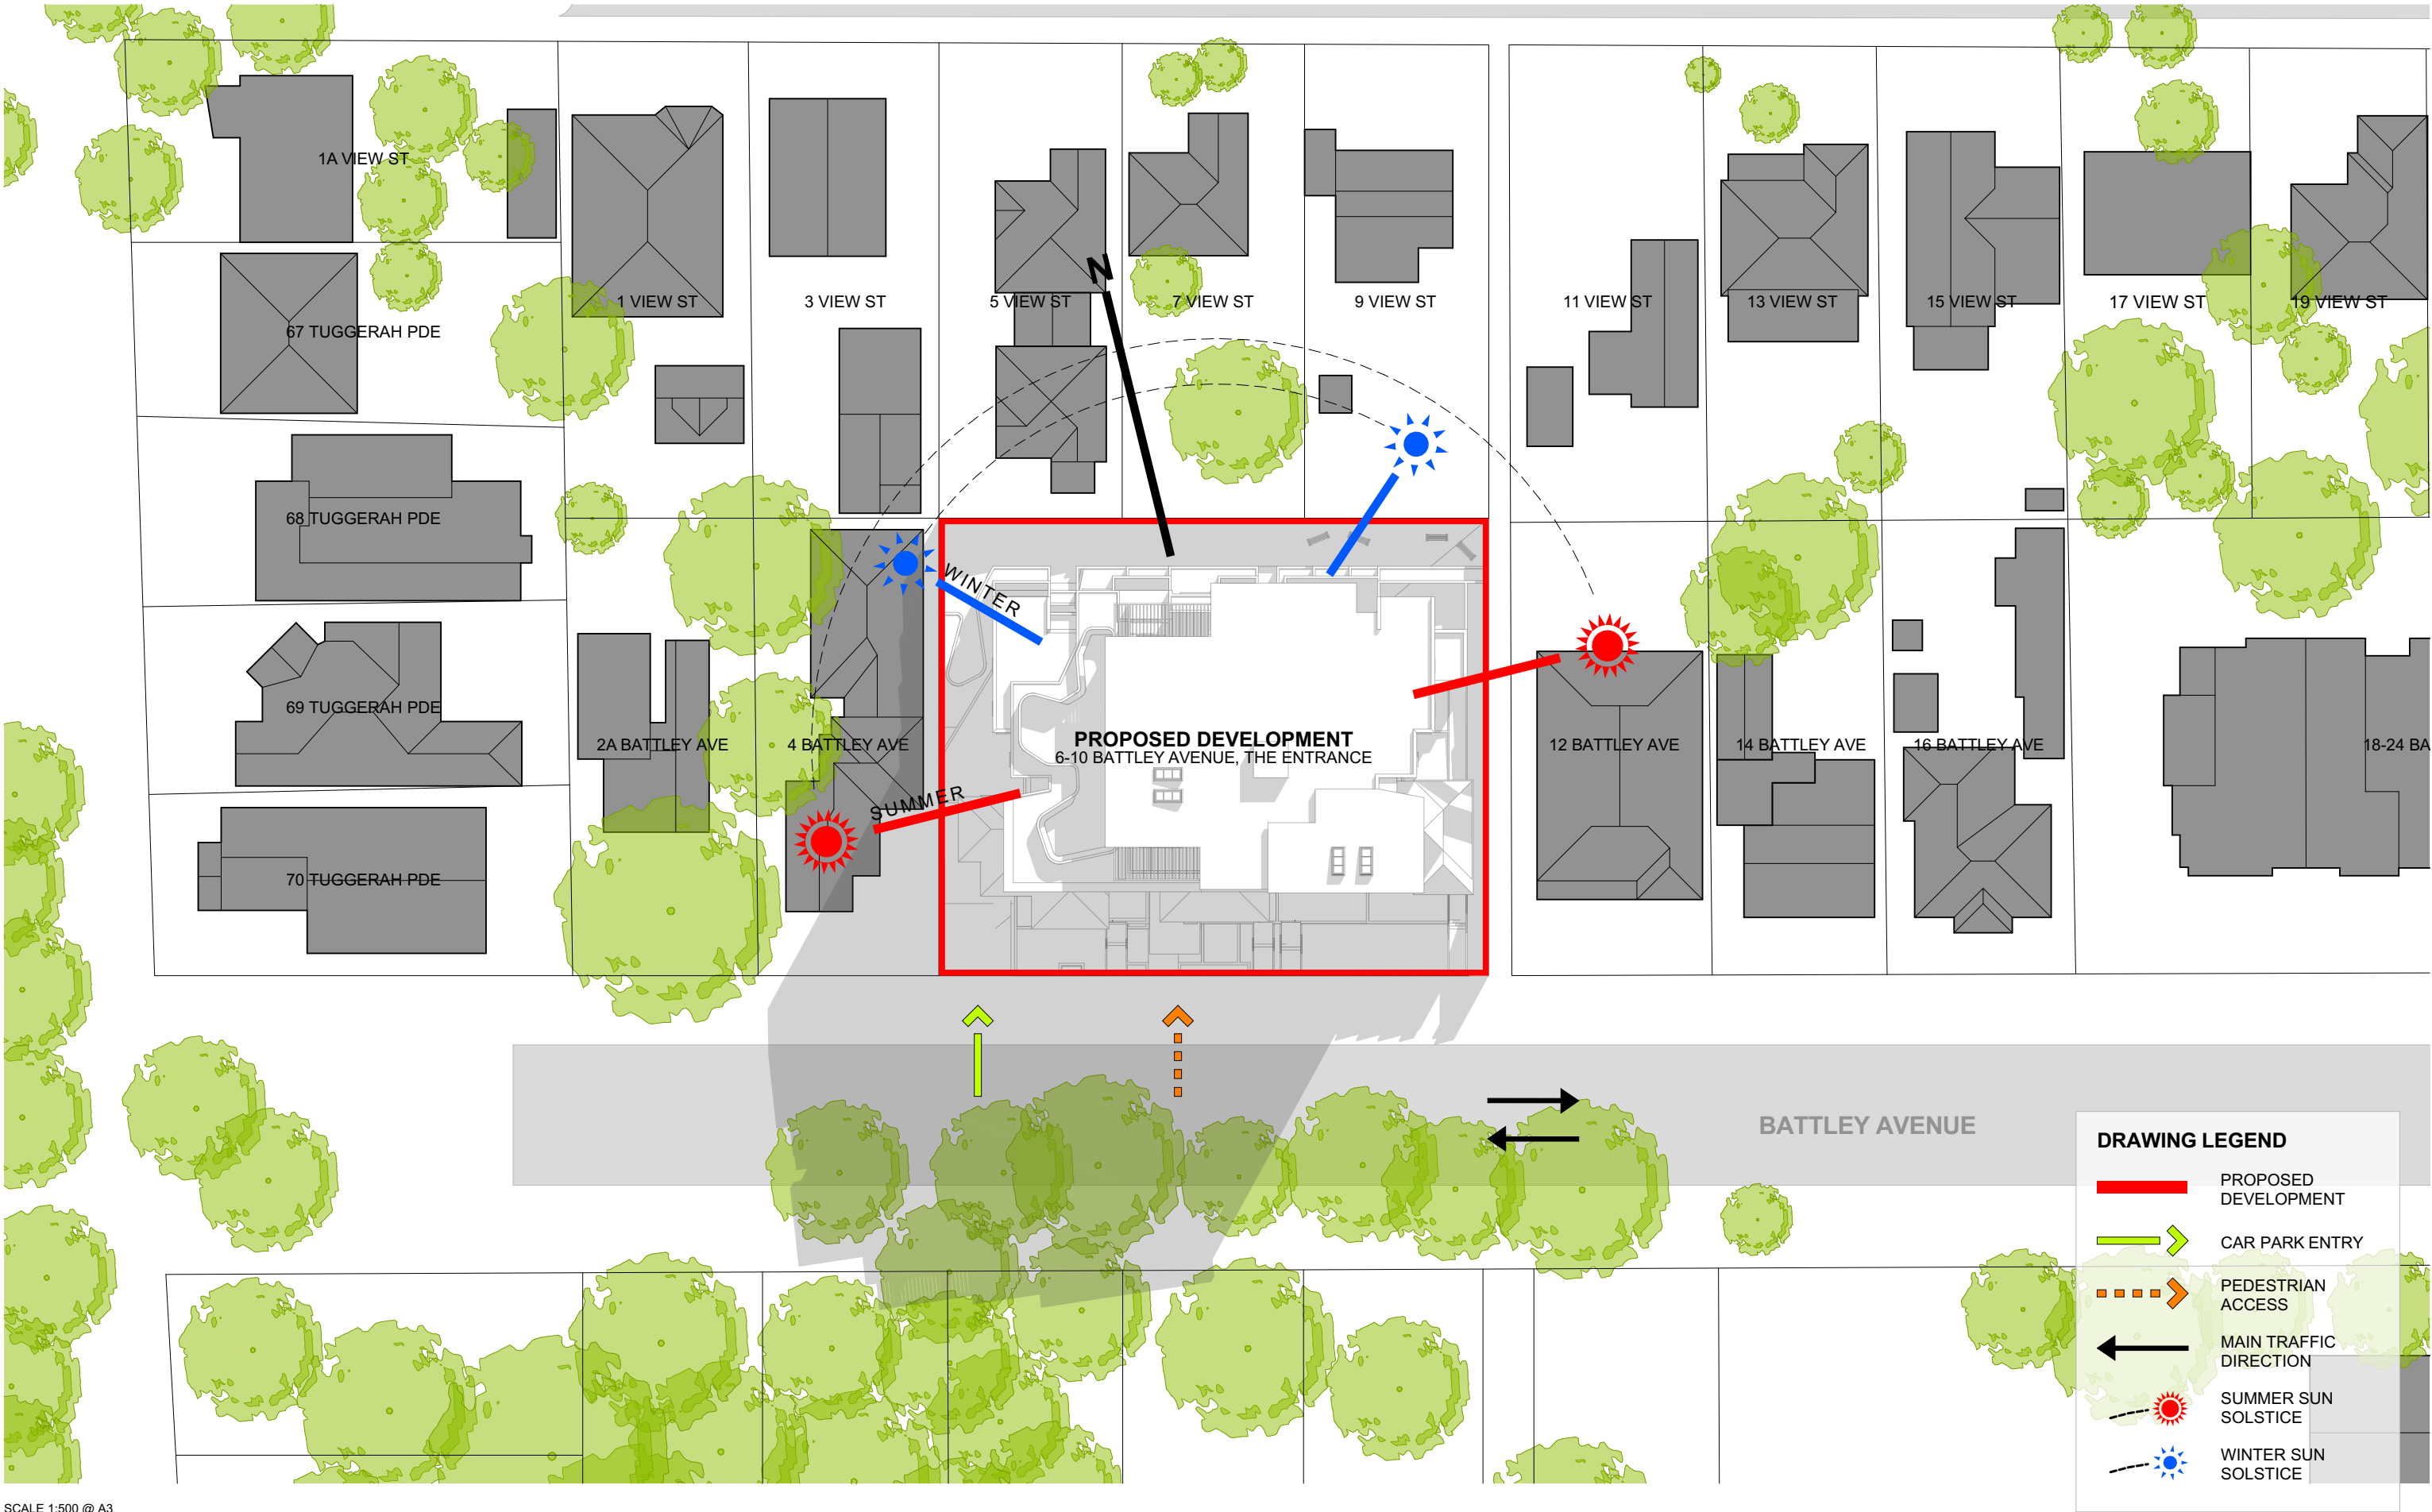 1A VIEW ST
67 TUGGERAH PDE
1 VIEW ST
3 VIEW ST
5 VIEW ST
7 VIEW ST
9 VIEW ST
11 VIEW ST
13 VIEW ST
15 VIEW ST
17 VIEW ST
19 VIEW ST
N
68 TUGGERAH PDE
WINTER
69 TUGGERAH PDE
2A BATTLEY AVE
4 BATTLEY AVE
PROPOSED DEVELOPMENT
6-10 BATTLEY AVENUE, THE ENTRANCE
12 BATTLEY AVE
14 BATTLEY AVE
16 BATTLEY AVE
18-24 BA
SUMMER
70 TUGGERAH PDE
BATTLEY AVENUE
DRAWING LEGEND
PROPOSED
DEVELOPMENT
CAR PARK ENTRY
PEDESTRIAN
ACCESS
MAIN TRAFFIC
DIRECTION
SUMMER SUN
SOLSTICE
WINTER SUN
SOLSTICE
SCALE 1:500 @ A3